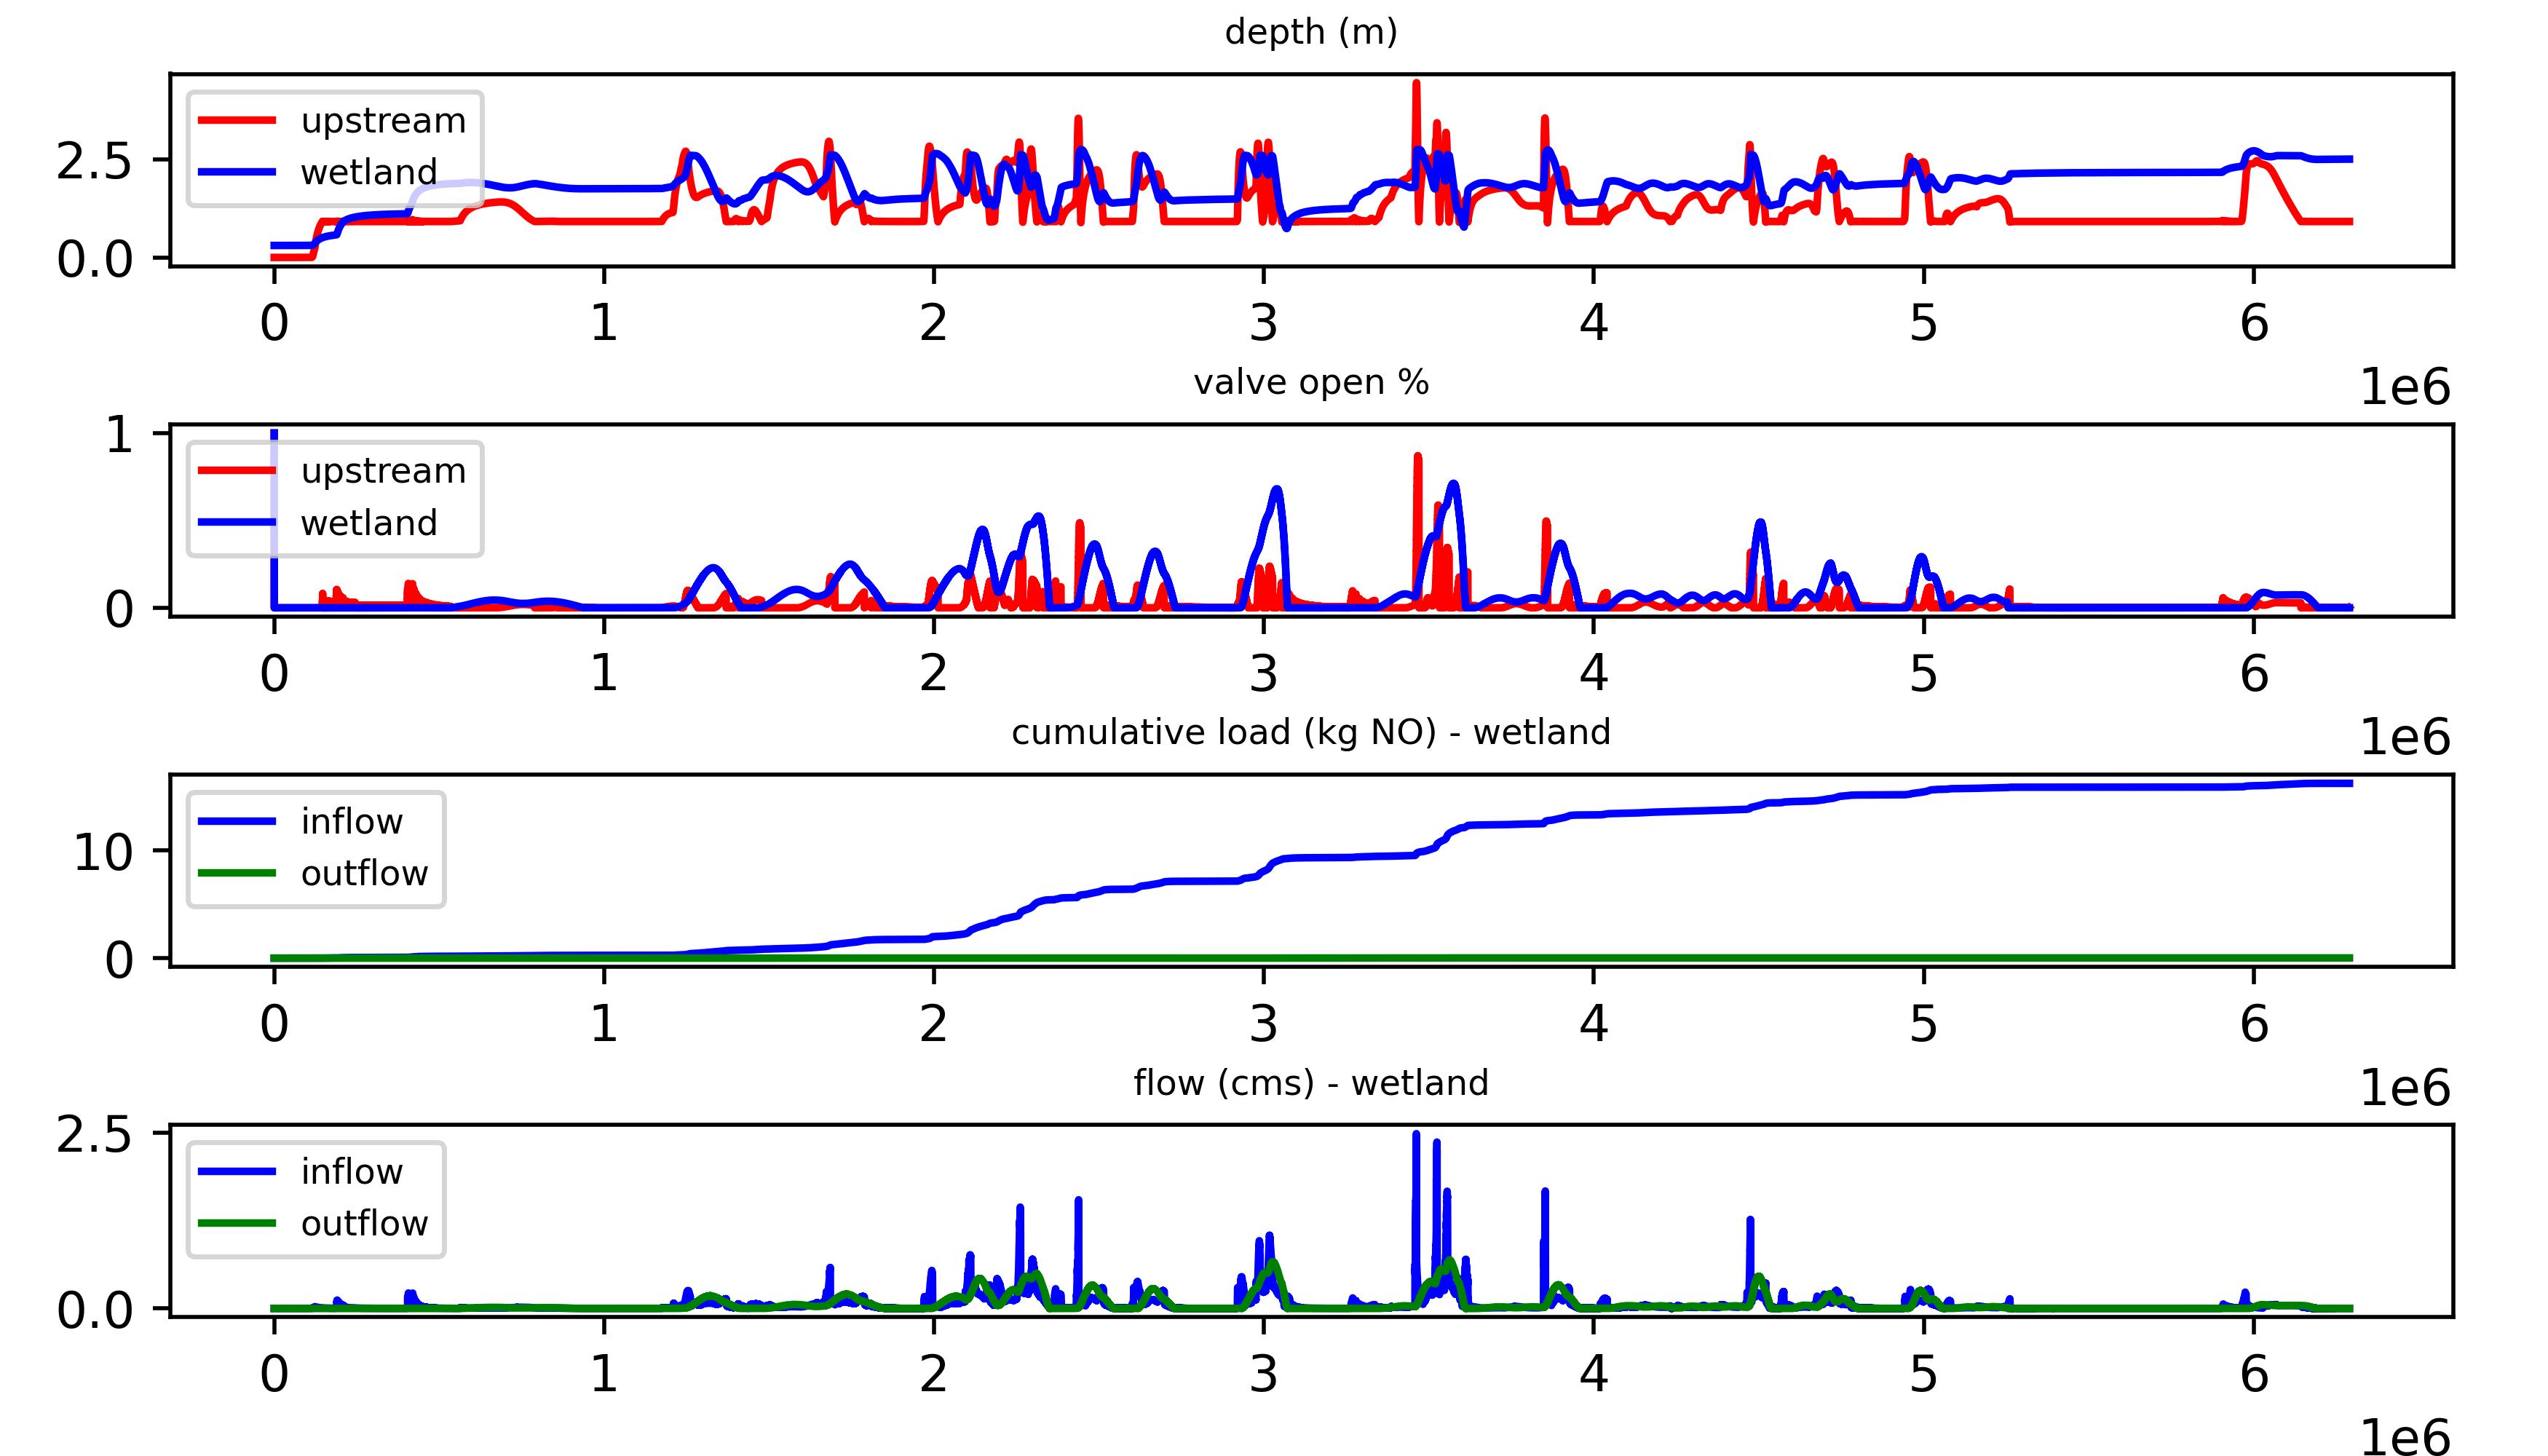 depth (m)
upstream
wetland
2.5
0.0
0 1 2 3 4 5 6
1e6
valve open %
upstream
wetland
1
0
0 1 2 3 4 5 6
1e6
cumulative load (kg NO) - wetland
inflow
outflow
10
0
0 1 2 3 4 5 6
1e6
flow (cms) - wetland
inflow
outflow
2.5
0.0
0 1 2 3 4 5 6
1e6